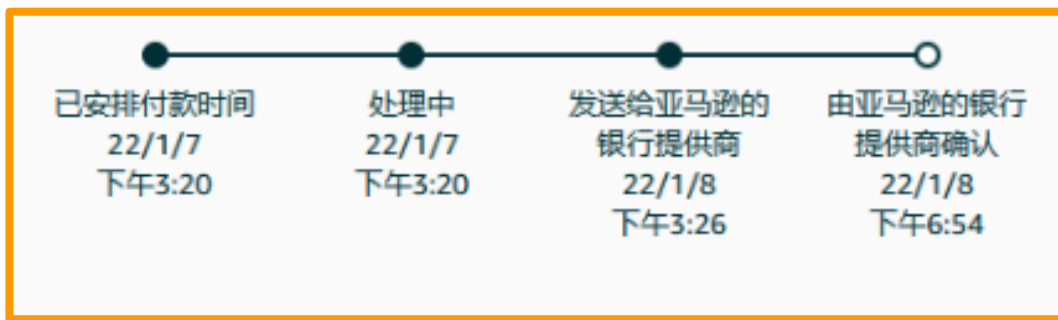 已安排付款时间
22/1/7
下午3:20
处理中
22/1/7
下午3:20
发送给亚马逊的
银行提供商
22/1/8
下午3:26
由亚马逊的银行
提供商确认
22/1/8
下午6:54